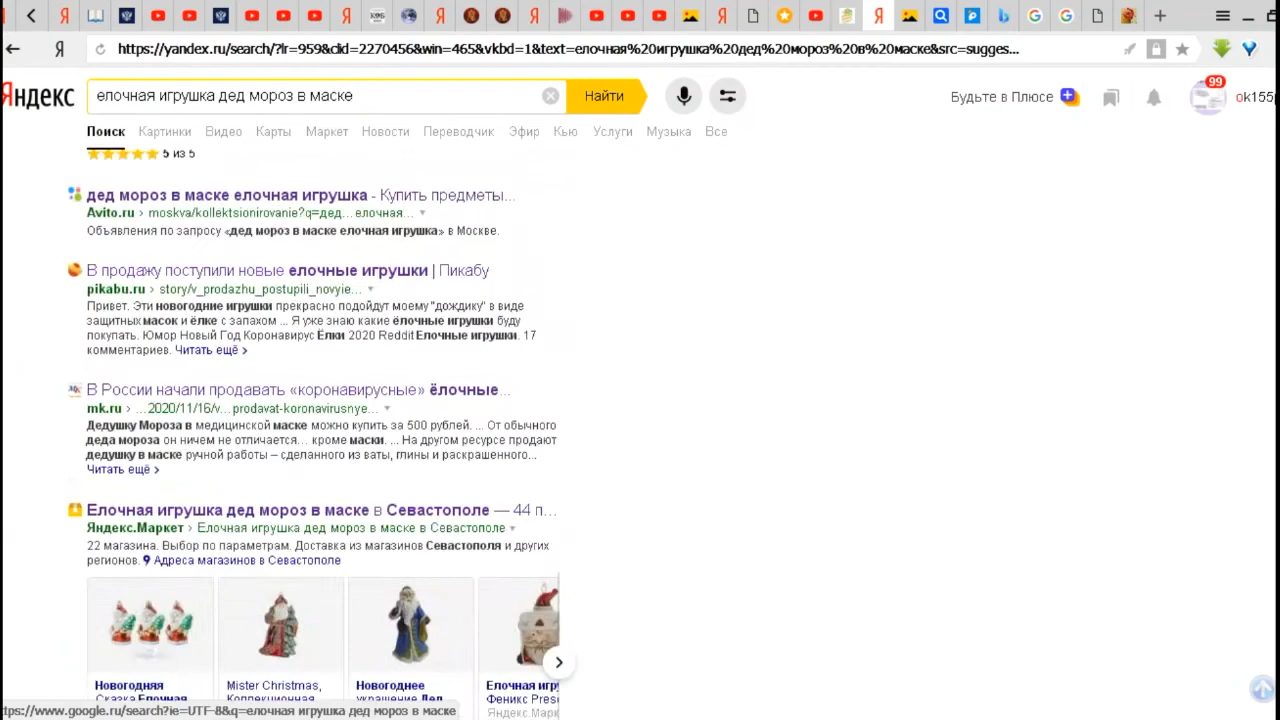 https://yandex.ru/search/?lr=959&clid=2270456&win=465&vkbd=1&text=елочная%20игрушка%20дед%20мороз%20в%20маске&src=sugges...
Яндекс
елочная игрушка дед мороз в маске
Найти
Будьте в Плюсе
99
ok155
Поиск Картинки Видео Карты Маркет Новости Переводчик Эфир Кью Услуги Музыка Все
5 из 5
дед мороз в маске елочная игрушка - Купить предметы...
Avito.ru › moskva/kollektsionirovanie?q=дед... елочная...
Объявления по запросу «дед мороз в маске елочная игрушка» в Москве.
В продажу поступили новые елочные игрушки | Пикабу
pikabu.ru › story/v_prodazhu_postupili_novyie...
Привет. Эти новогодние игрушки прекрасно подойдут моему "дождику" в виде
защитных масок и ёлке с запахом ... Я уже знаю какие ёлочные игрушки буду
покупать. Юмор Новый Год Коронавирус Ёлки 2020 Reddit Елочные игрушки. 17
комментариев. Читать ещё ›
В России начали продавать «коронавирусные» ёлочные...
mk.ru › ...2020/11/16/v... prodavat-koronavirusnye...
Дедушку Мороза в медицинской маске можно купить за 500 рублей. ... От обычного
деда мороза он ничем не отличается... кроме маски. ... На другом ресурсе продают
дедушку в маске ручной работы – сделанного из ваты, глины и раскрашенного...
Читать ещё ›
Елочная игрушка дед мороз в маске в Севастополе — 44 п...
Яндекс.Маркет › Елочная игрушка дед мороз в маске в Севастополе
22 магазина. Выбор по параметрам. Доставка из магазинов Севастополя и других
регионов. Адреса магазинов в Севастополе
Новогодняя
Сказка Елочная
Mister Christmas,
Коллекционная
Новогоднее
украшение Дед
Елочная игру
Феникс Prese
Яндекс.Марк
ttps://www.google.ru/search?ie=UTF-8&q=елочная игрушка дед мороз в маске